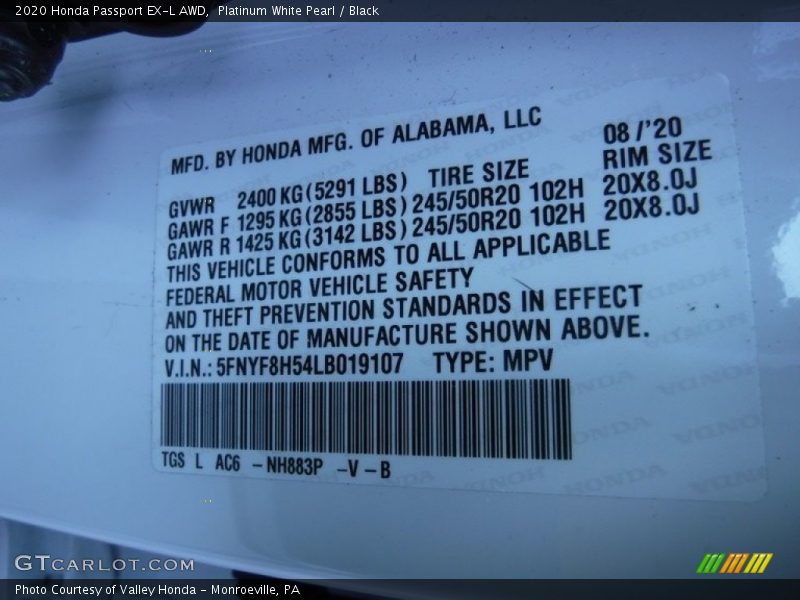 2020 Honda Passport EX-L AWD, Platinum White Pearl / Black
MFD. BY HONDA MFG. OF ALABAMA, LLC 08/'20
GVWR 2400 KG (5291 LBS) TIRE SIZE RIM SIZE
GAWR F 1295 KG (2855 LBS) 245/50R20 102H 20X8.0J
GAWR R 1425 KG (3142 LBS) 245/50R20 102H 20X8.0J
THIS VEHICLE CONFORMS TO ALL APPLICABLE
FEDERAL MOTOR VEHICLE SAFETY
AND THEFT PREVENTION STANDARDS IN EFFECT
ON THE DATE OF MANUFACTURE SHOWN ABOVE.
V.I.N.: 5FNYF8H54LB019107 TYPE: MPV
TGS L AC6 - NH883P - V - B
GTCARLOT.COM
Photo Courtesy of Valley Honda - Monroeville, PA